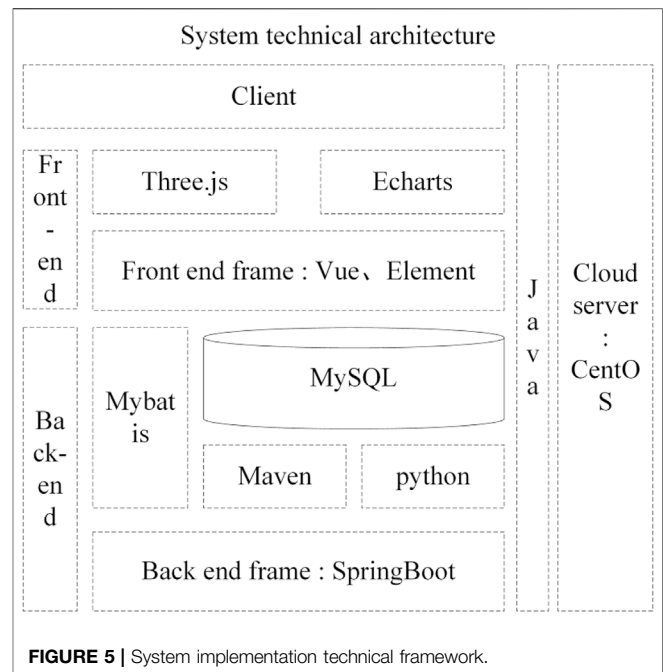 System technical architecture
Client
Fr
ont
-
en
d
Three.js
Echarts
Front end frame : Vue、Element
Ba
ck-
en
d
Mybat
is
MySQL
Maven
python
Back end frame : SpringBoot
J
a
v
a
Cloud
server
:
CentO
S
FIGURE 5 | System implementation technical framework.